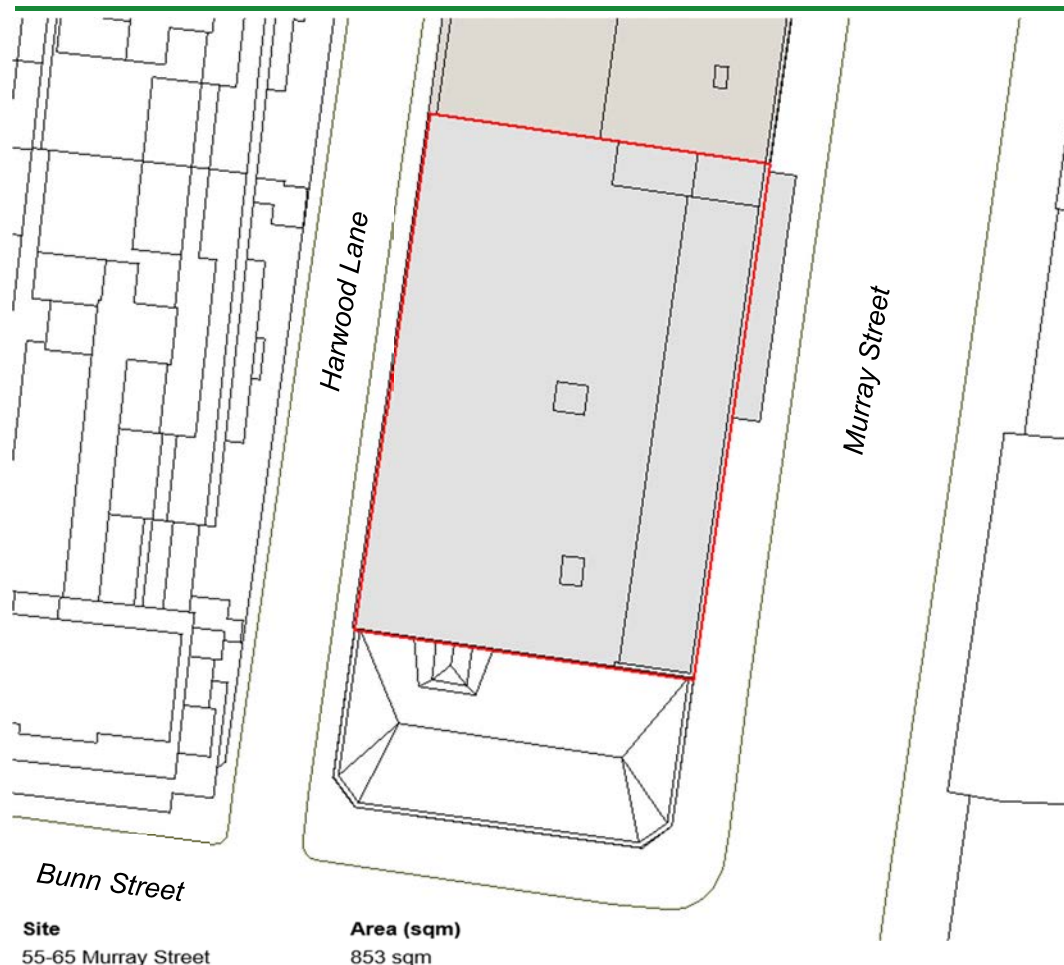 Harwood Lane
Murray Street
Bunn Street
Site
Area (sqm)
55-65 Murray Street
853 sqm